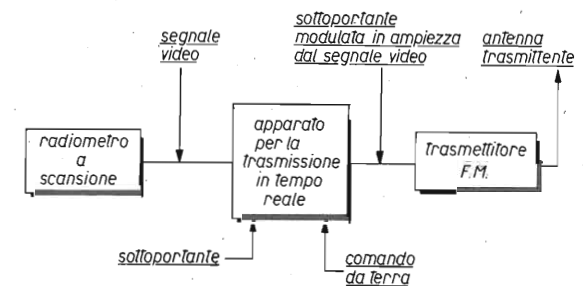 segnale
video
sottoportante
modulata in ampiezza
dal segnale video
antenna
trasmittente
radiometro
a
scansione
apparato
per la
trasmissione
in tempo
reale
trasmettitore
F.M.
sottoportante
comando
da terra